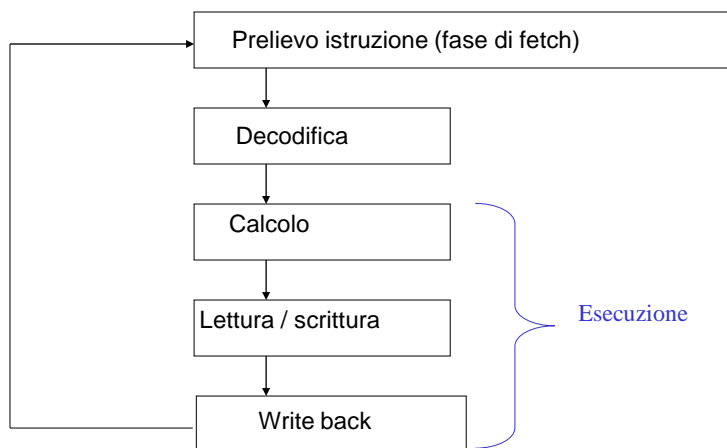 Prelievo istruzione (fase di fetch)
Decodifica
Calcolo
Lettura / scrittura
Esecuzione
Write back